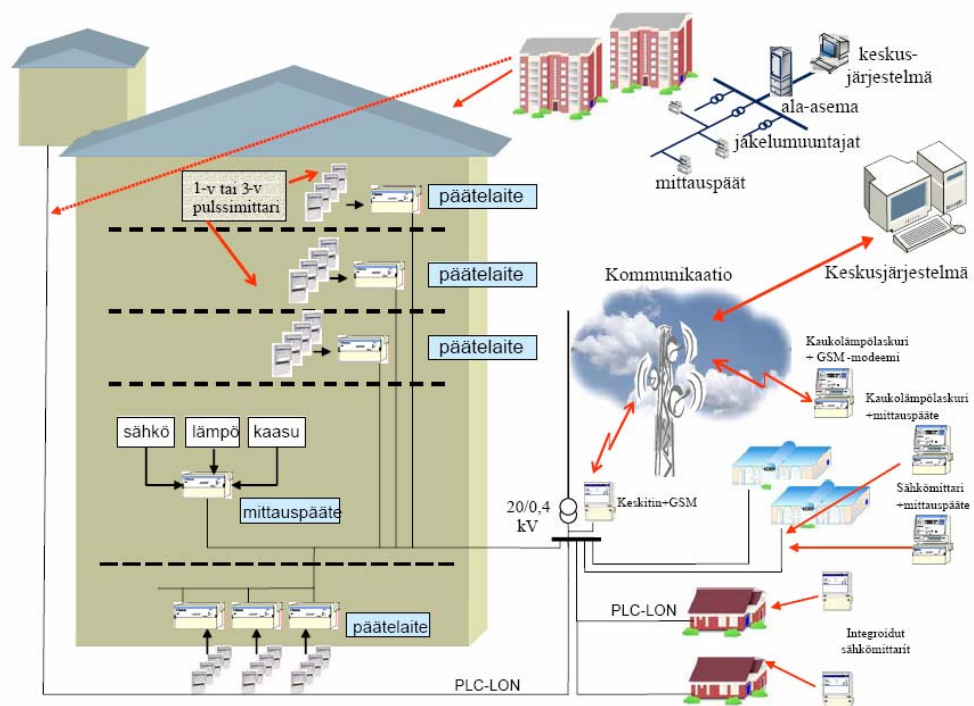 keskus-
järjestelmä
ala-asema
jakelumuuntajat
mittauspäät
1-v tai 3-v
pulssimittari
päätelaite
päätelaite
päätelaite
Keskusjärjestelmä
Kommunikaatio
Kaukolämpölaskuri
+ GSM -modeemi
Kaukolämpölaskuri
+mittauspääte
sähkö
lämpö
kaasu
mittauspääte
20/0,4
kV
Keskitin+GSM
Sähkömittari
+mittauspääte
päätelaite
PLC-LON
PLC-LON
Integroidut
sähkömittarit